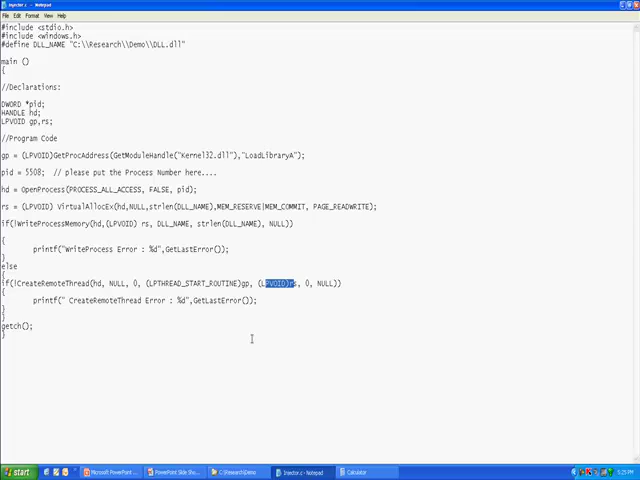 Injector.c - Notepad
File Edit Format View Help
#include <stdio.h>
#include <windows.h>
#define DLL_NAME "C:\\Research\\Demo\\DLL.dll"
main ()
{
//Declarations:
DWORD *pid;
HANDLE hd;
LPVOID gp,rs;
//Program Code
gp = (LPVOID)GetProcAddress(GetModuleHandle("Kernel32.dll"),"LoadLibraryA");
pid = 5508; // please put the Process Number here....
hd = OpenProcess(PROCESS_ALL_ACCESS, FALSE, pid);
rs = (LPVOID) VirtualAllocEx(hd,NULL,strlen(DLL_NAME),MEM_RESERVE|MEM_COMMIT, PAGE_READWRITE);
if(!WriteProcessMemory(hd,(LPVOID) rs, DLL_NAME, strlen(DLL_NAME), NULL))
{
printf("WriteProcess Error : %d",GetLastError());
}
else
{
if(!CreateRemoteThread(hd, NULL, 0, (LPTHREAD_START_ROUTINE)gp, (LPVOID)rs, 0, NULL))
{
printf(" CreateRemoteThread Error : %d",GetLastError());
}
}
getch();
}
start Microsoft PowerPoint ... PowerPoint Slide Sho... C:\Research\Demo Injector.c - Notepad Calculator 5:25 PM